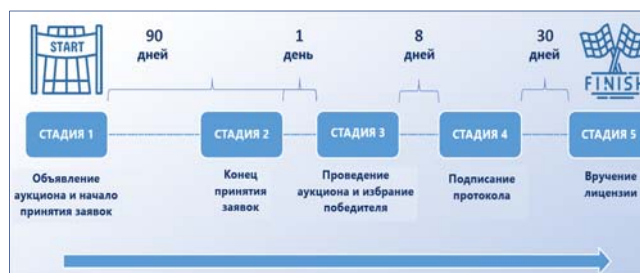 START
90
дней
1
день
8
дней
30
дней
FINISH
СТАДИЯ 1
СТАДИЯ 2
СТАДИЯ 3
СТАДИЯ 4
СТАДИЯ 5
Объявление
аукциона и начало
принятия заявок
Конец
принятия
заявок
Проведение
аукциона и избрание
победителя
Подписание
протокола
Вручение
лицензии